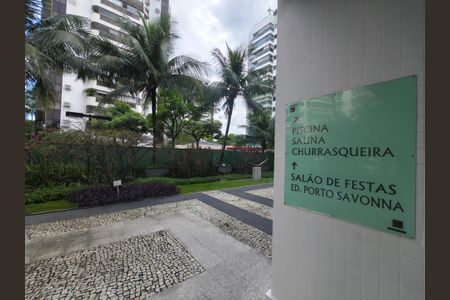 PISCINA
SAUNA
CHURRASQUEIRA
SALÃO DE FESTAS
ED. PORTO SAVONNA